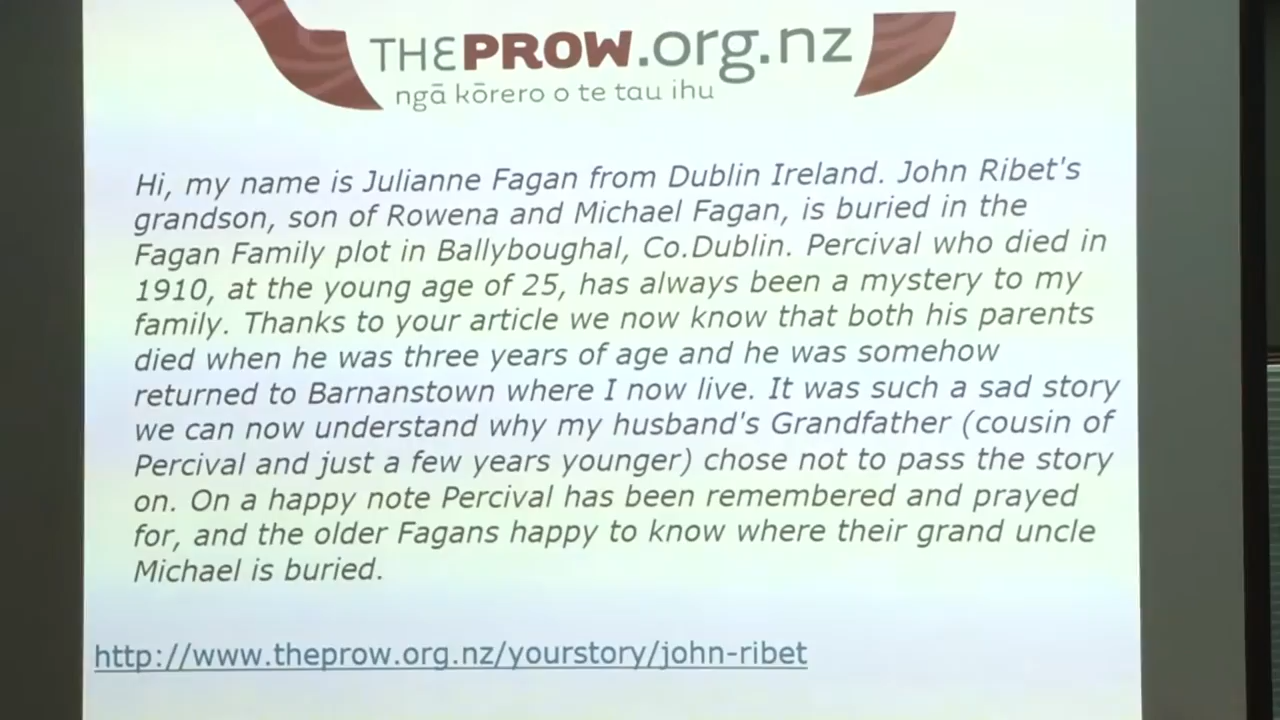 THEPROW.org.nz
ngā kōrero o te tau ihu
Hi, my name is Julianne Fagan from Dublin Ireland. John Ribet's
grandson, son of Rowena and Michael Fagan, is buried in the
Fagan Family plot in Ballyboughal, Co.Dublin. Percival who died in
1910, at the young age of 25, has always been a mystery to my
family. Thanks to your article we now know that both his parents
died when he was three years of age and he was somehow
returned to Barnanstown where I now live. It was such a sad story
we can now understand why my husband's Grandfather (cousin of
Percival and just a few years younger) chose not to pass the story
on. On a happy note Percival has been remembered and prayed
for, and the older Fagans happy to know where their grand uncle
Michael is buried.
http://www.theprow.org.nz/yourstory/john-ribet